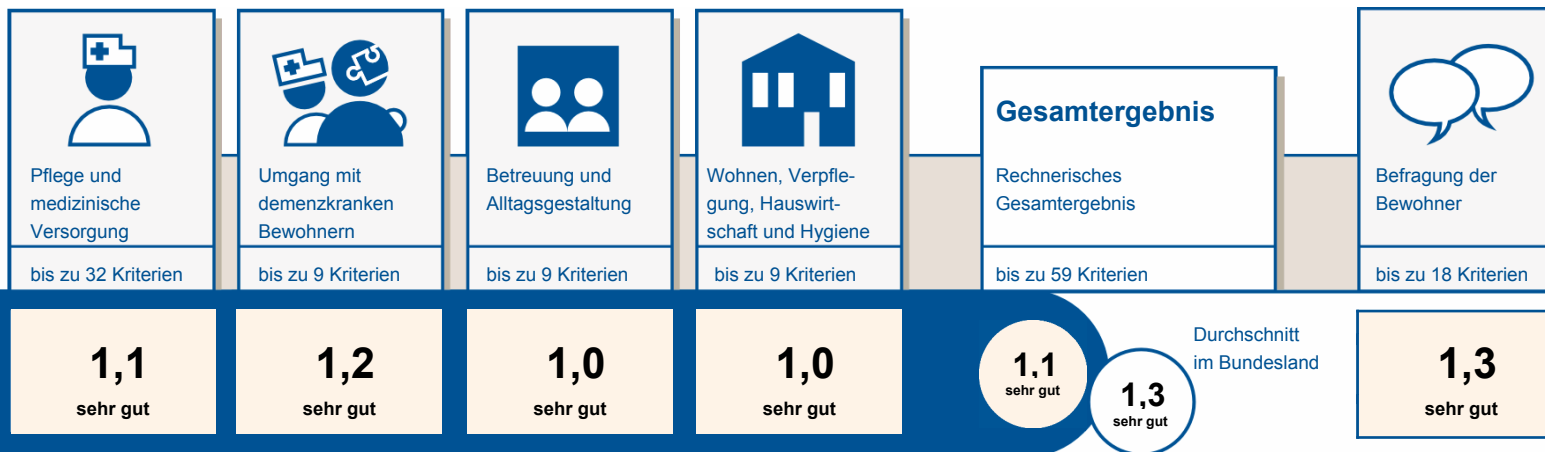 Pflege und
medizinische
Versorgung
bis zu 32 Kriterien
1,1
sehr gut
Umgang mit
demenzkranken
Bewohnern
bis zu 9 Kriterien
1,2
sehr gut
Betreuung und
Alltagsgestaltung
bis zu 9 Kriterien
1,0
sehr gut
Wohnen, Verpfle-
gung, Hauswirt-
schaft und Hygiene
bis zu 9 Kriterien
1,0
sehr gut
Gesamtergebnis
Rechnerisches
Gesamtergebnis
bis zu 59 Kriterien
1,1
sehr gut
Durchschnitt
im Bundesland
1,3
sehr gut
Befragung der
Bewohner
bis zu 18 Kriterien
1,3
sehr gut